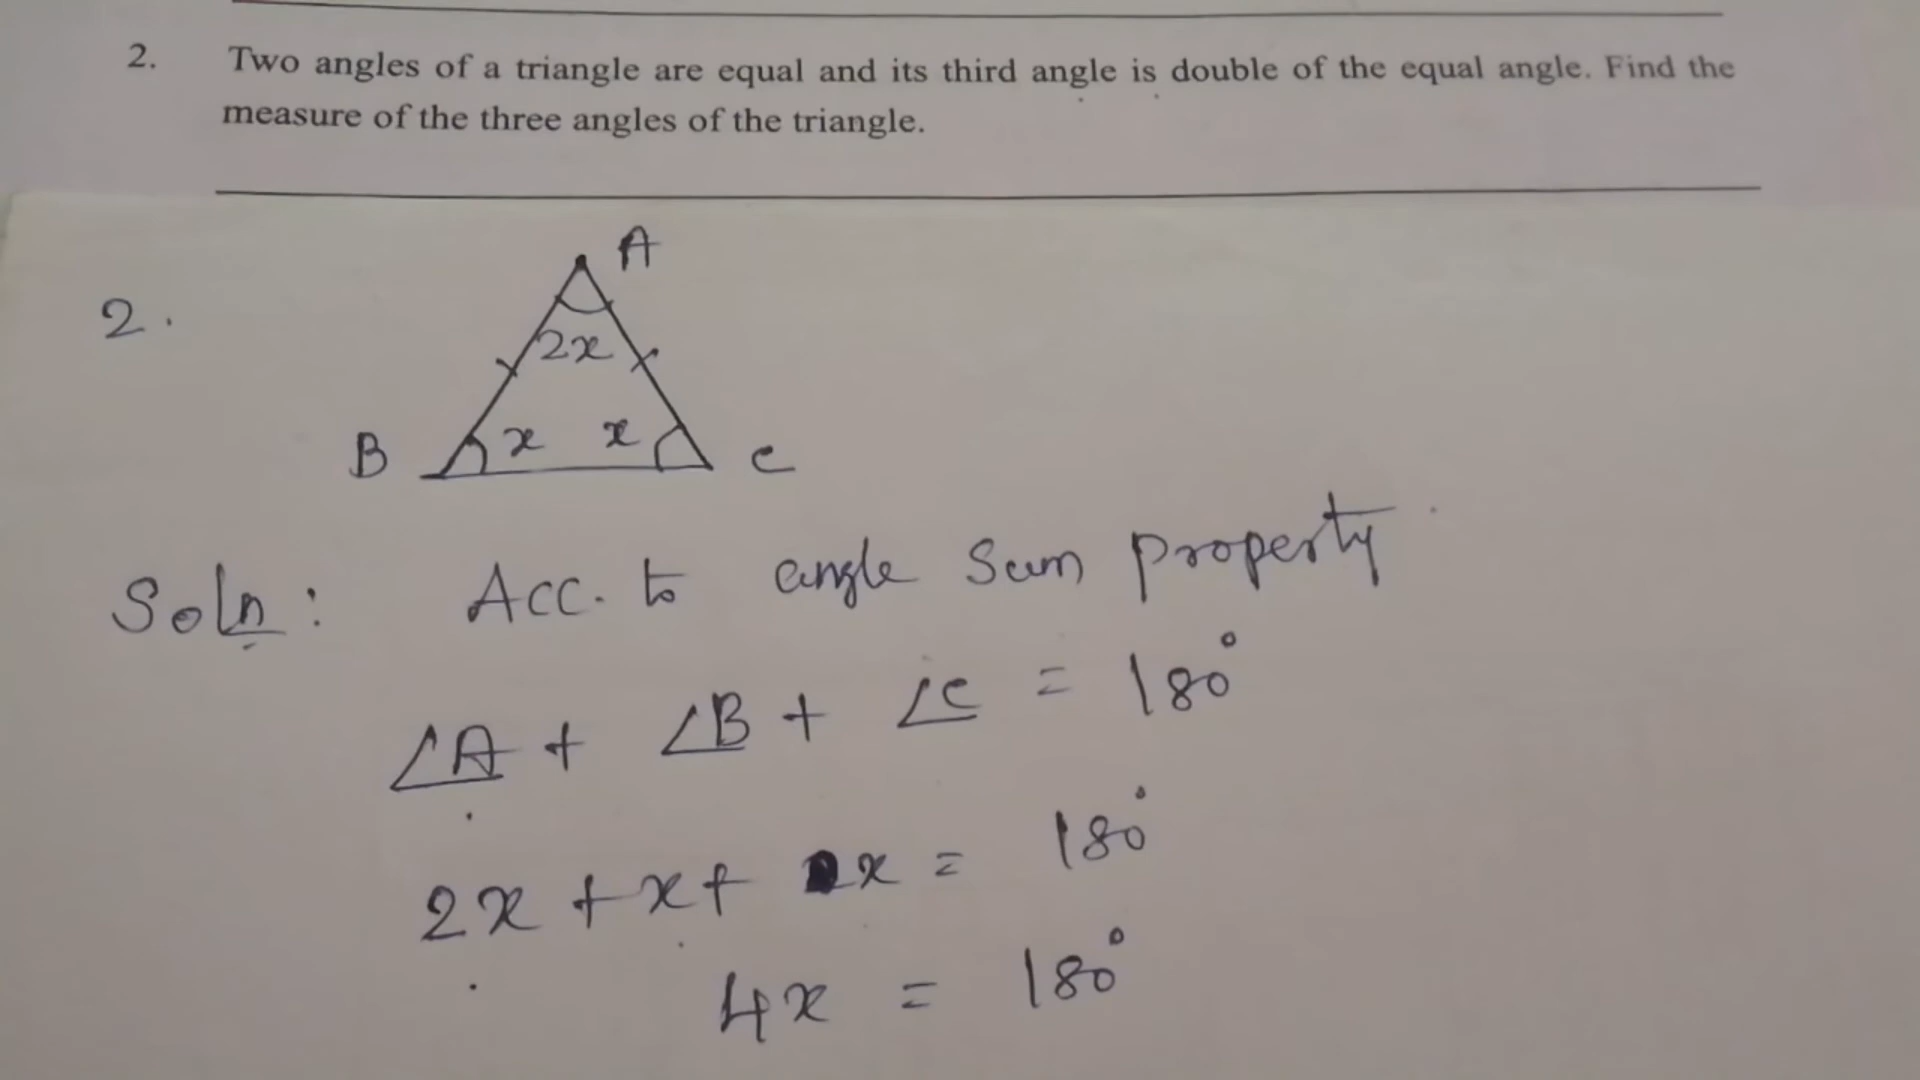 2. Two angles of a triangle are equal and its third angle is double of the equal angle. Find the
measure of the three angles of the triangle.
A
2.
2x
x x
B C
Soln: Acc. to angle sum property
∠A + ∠B + ∠C = 180°
2x + x + x = 180°
4x = 180°